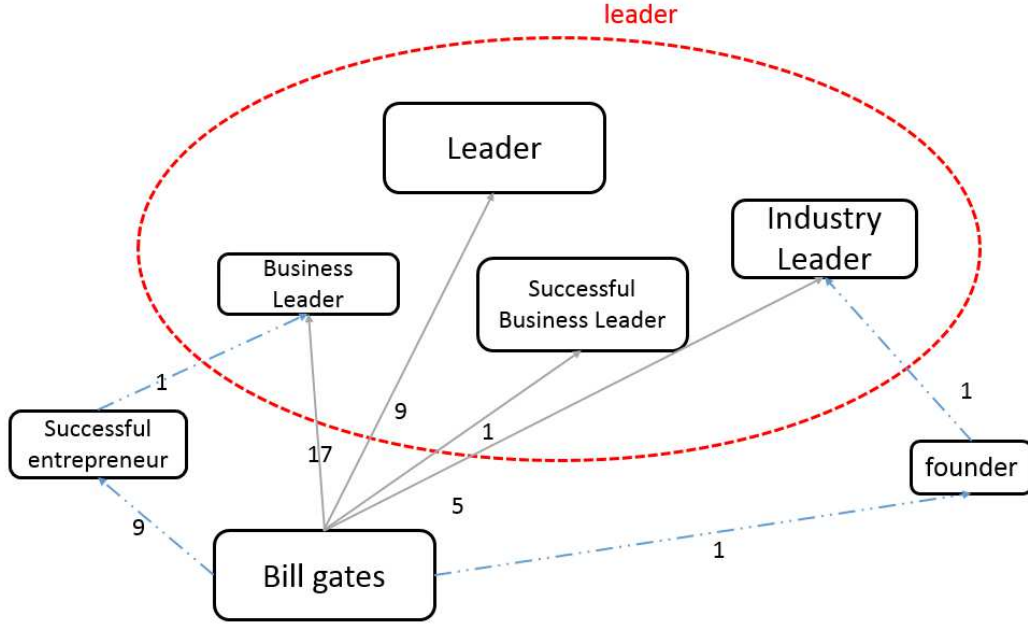 leader
Leader
Industry
Leader
Business
Leader
Successful
Business Leader
1
9
1
1
Successful
entrepreneur
17
founder
5
9
1
Bill gates